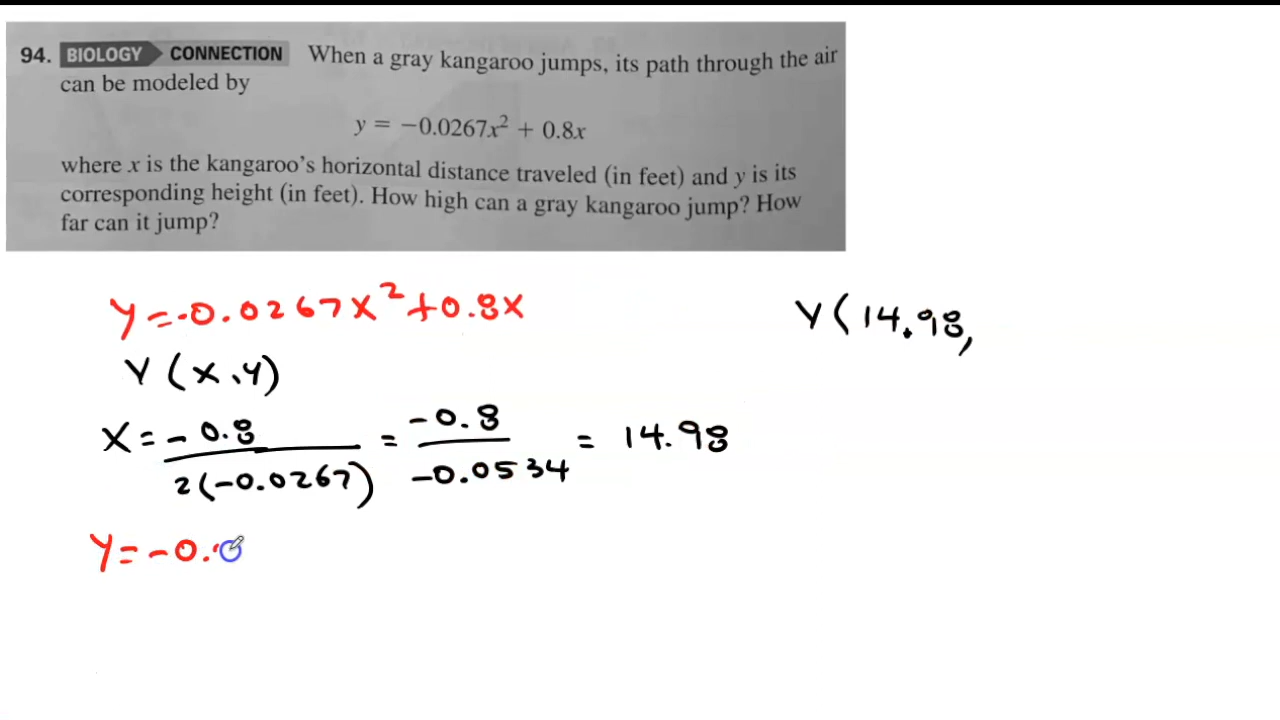 94. BIOLOGY CONNECTION When a gray kangaroo jumps, its path through the air
can be modeled by
y = −0.0267x² + 0.8x
where x is the kangaroo's horizontal distance traveled (in feet) and y is its
corresponding height (in feet). How high can a gray kangaroo jump? How
far can it jump?
Y=-0.0267x²+0.8x
V(14.98,
V(x,y)
X = -0.8 / 2(-0.0267) = -0.8 / -0.0534 = 14.98
Y=-0.0